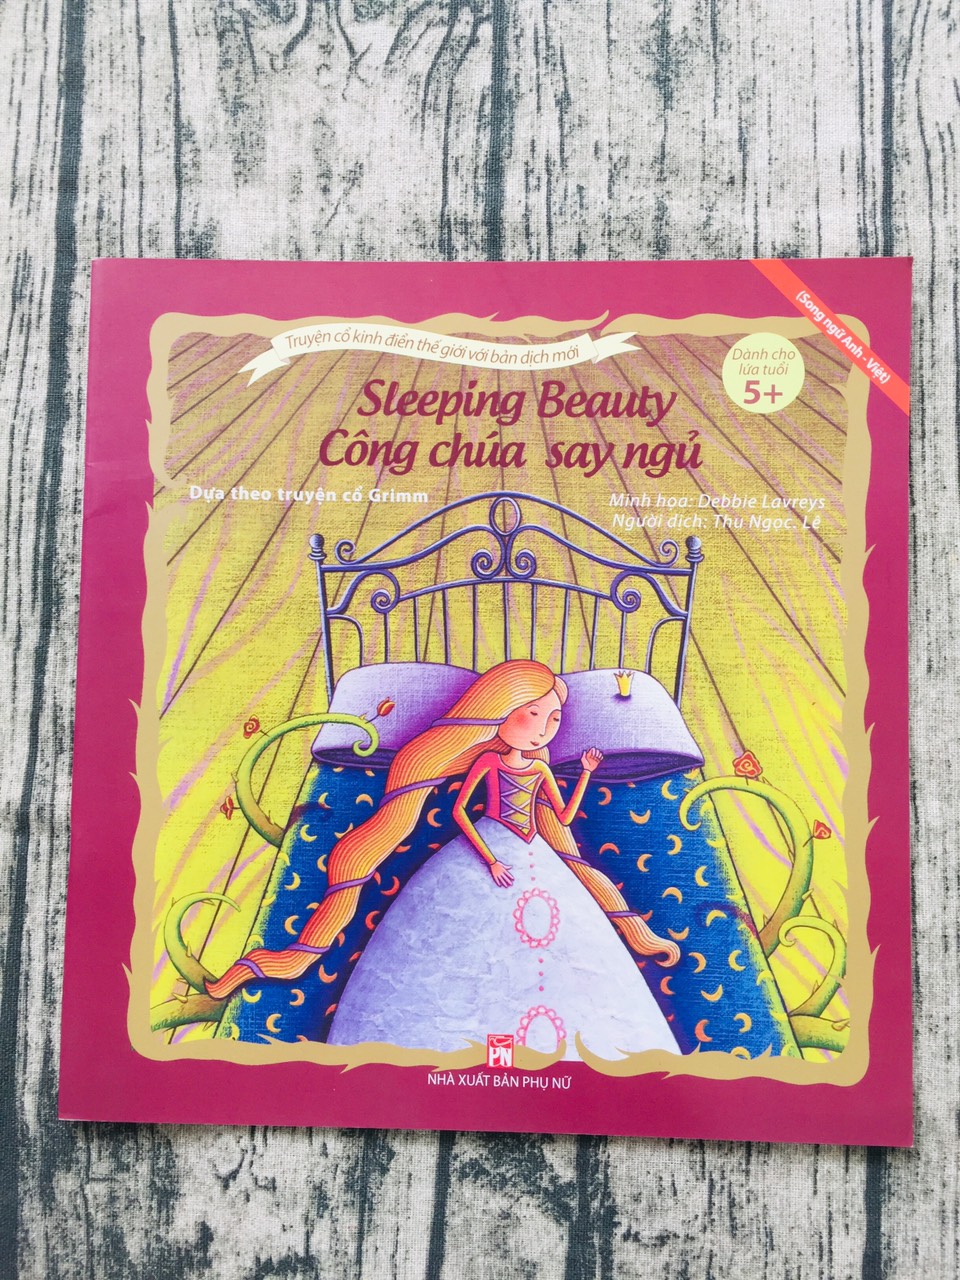 (Song ngữ Anh - Việt)
Truyện cổ kinh điển thế giới với bản dịch mới
Dành cho
lứa tuổi
5+
Sleeping Beauty
Công chúa say ngủ
Dựa theo truyện cổ Grimm
Minh họa: Debbie Lavreys
Người dịch: Thu Ngọc. Lê
PN
NHÀ XUẤT BẢN PHỤ NỮ